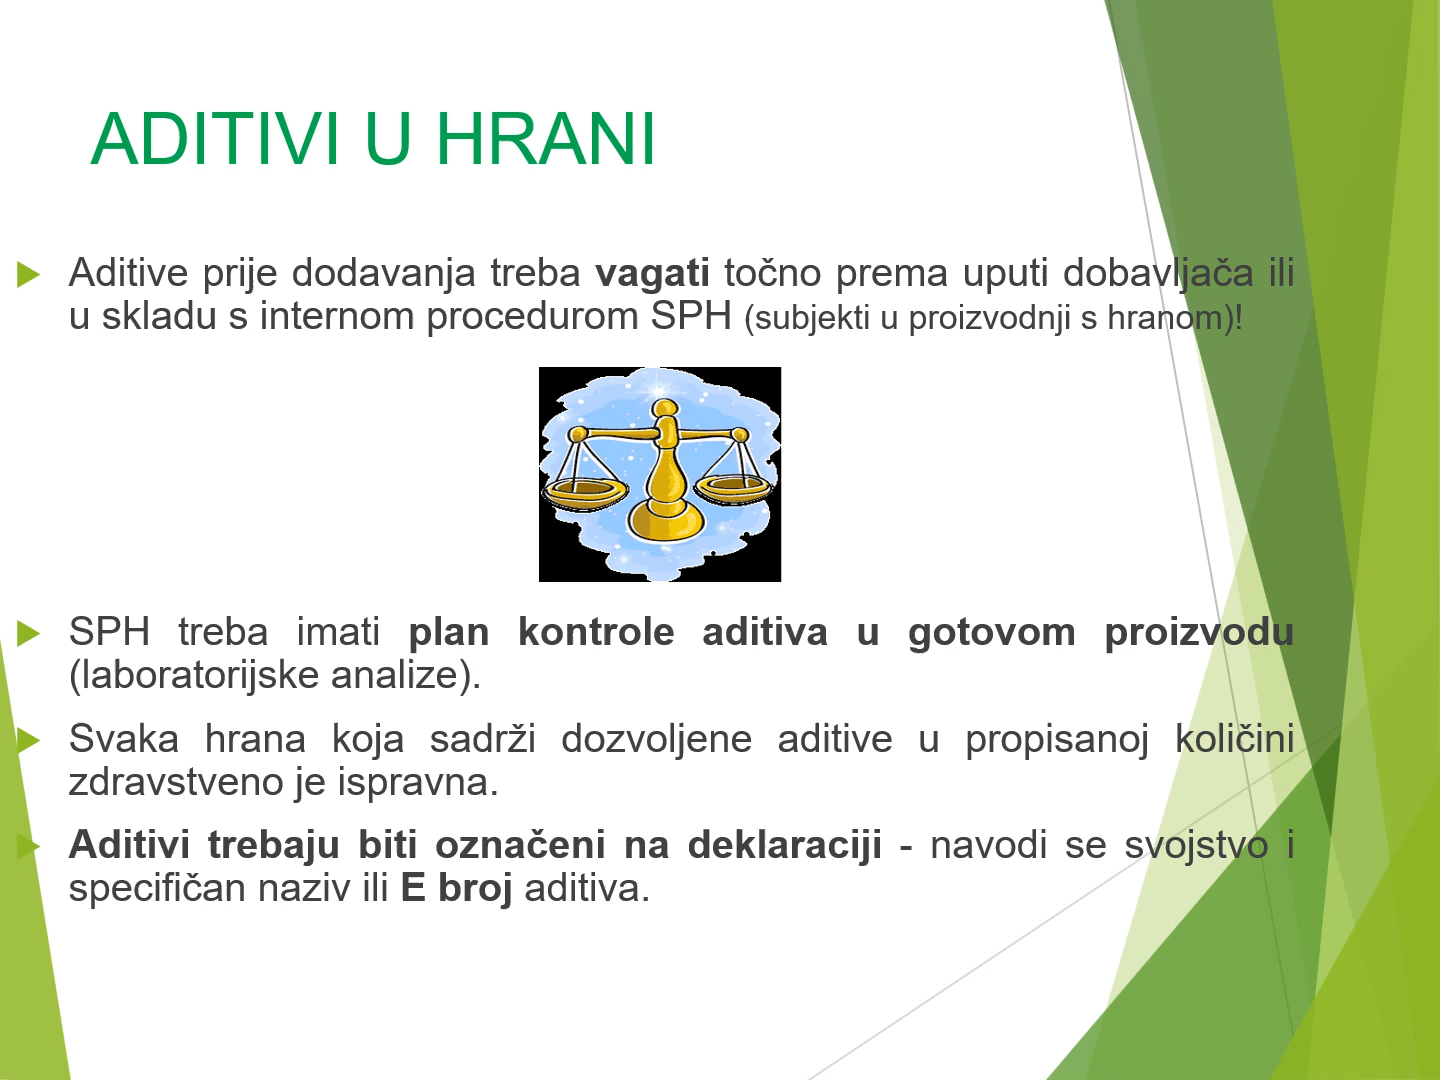 ADITIVI U HRANI
Aditive prije dodavanja treba vagati točno prema uputi dobavljača ili
u skladu s internom procedurom SPH (subjekti u proizvodnji s hranom)!
SPH treba imati plan kontrole aditiva u gotovom proizvodu
(laboratorijske analize).
Svaka hrana koja sadrži dozvoljene aditive u propisanoj količini
zdravstveno je ispravna.
Aditivi trebaju biti označeni na deklaraciji - navodi se svojstvo i
specifičan naziv ili E broj aditiva.